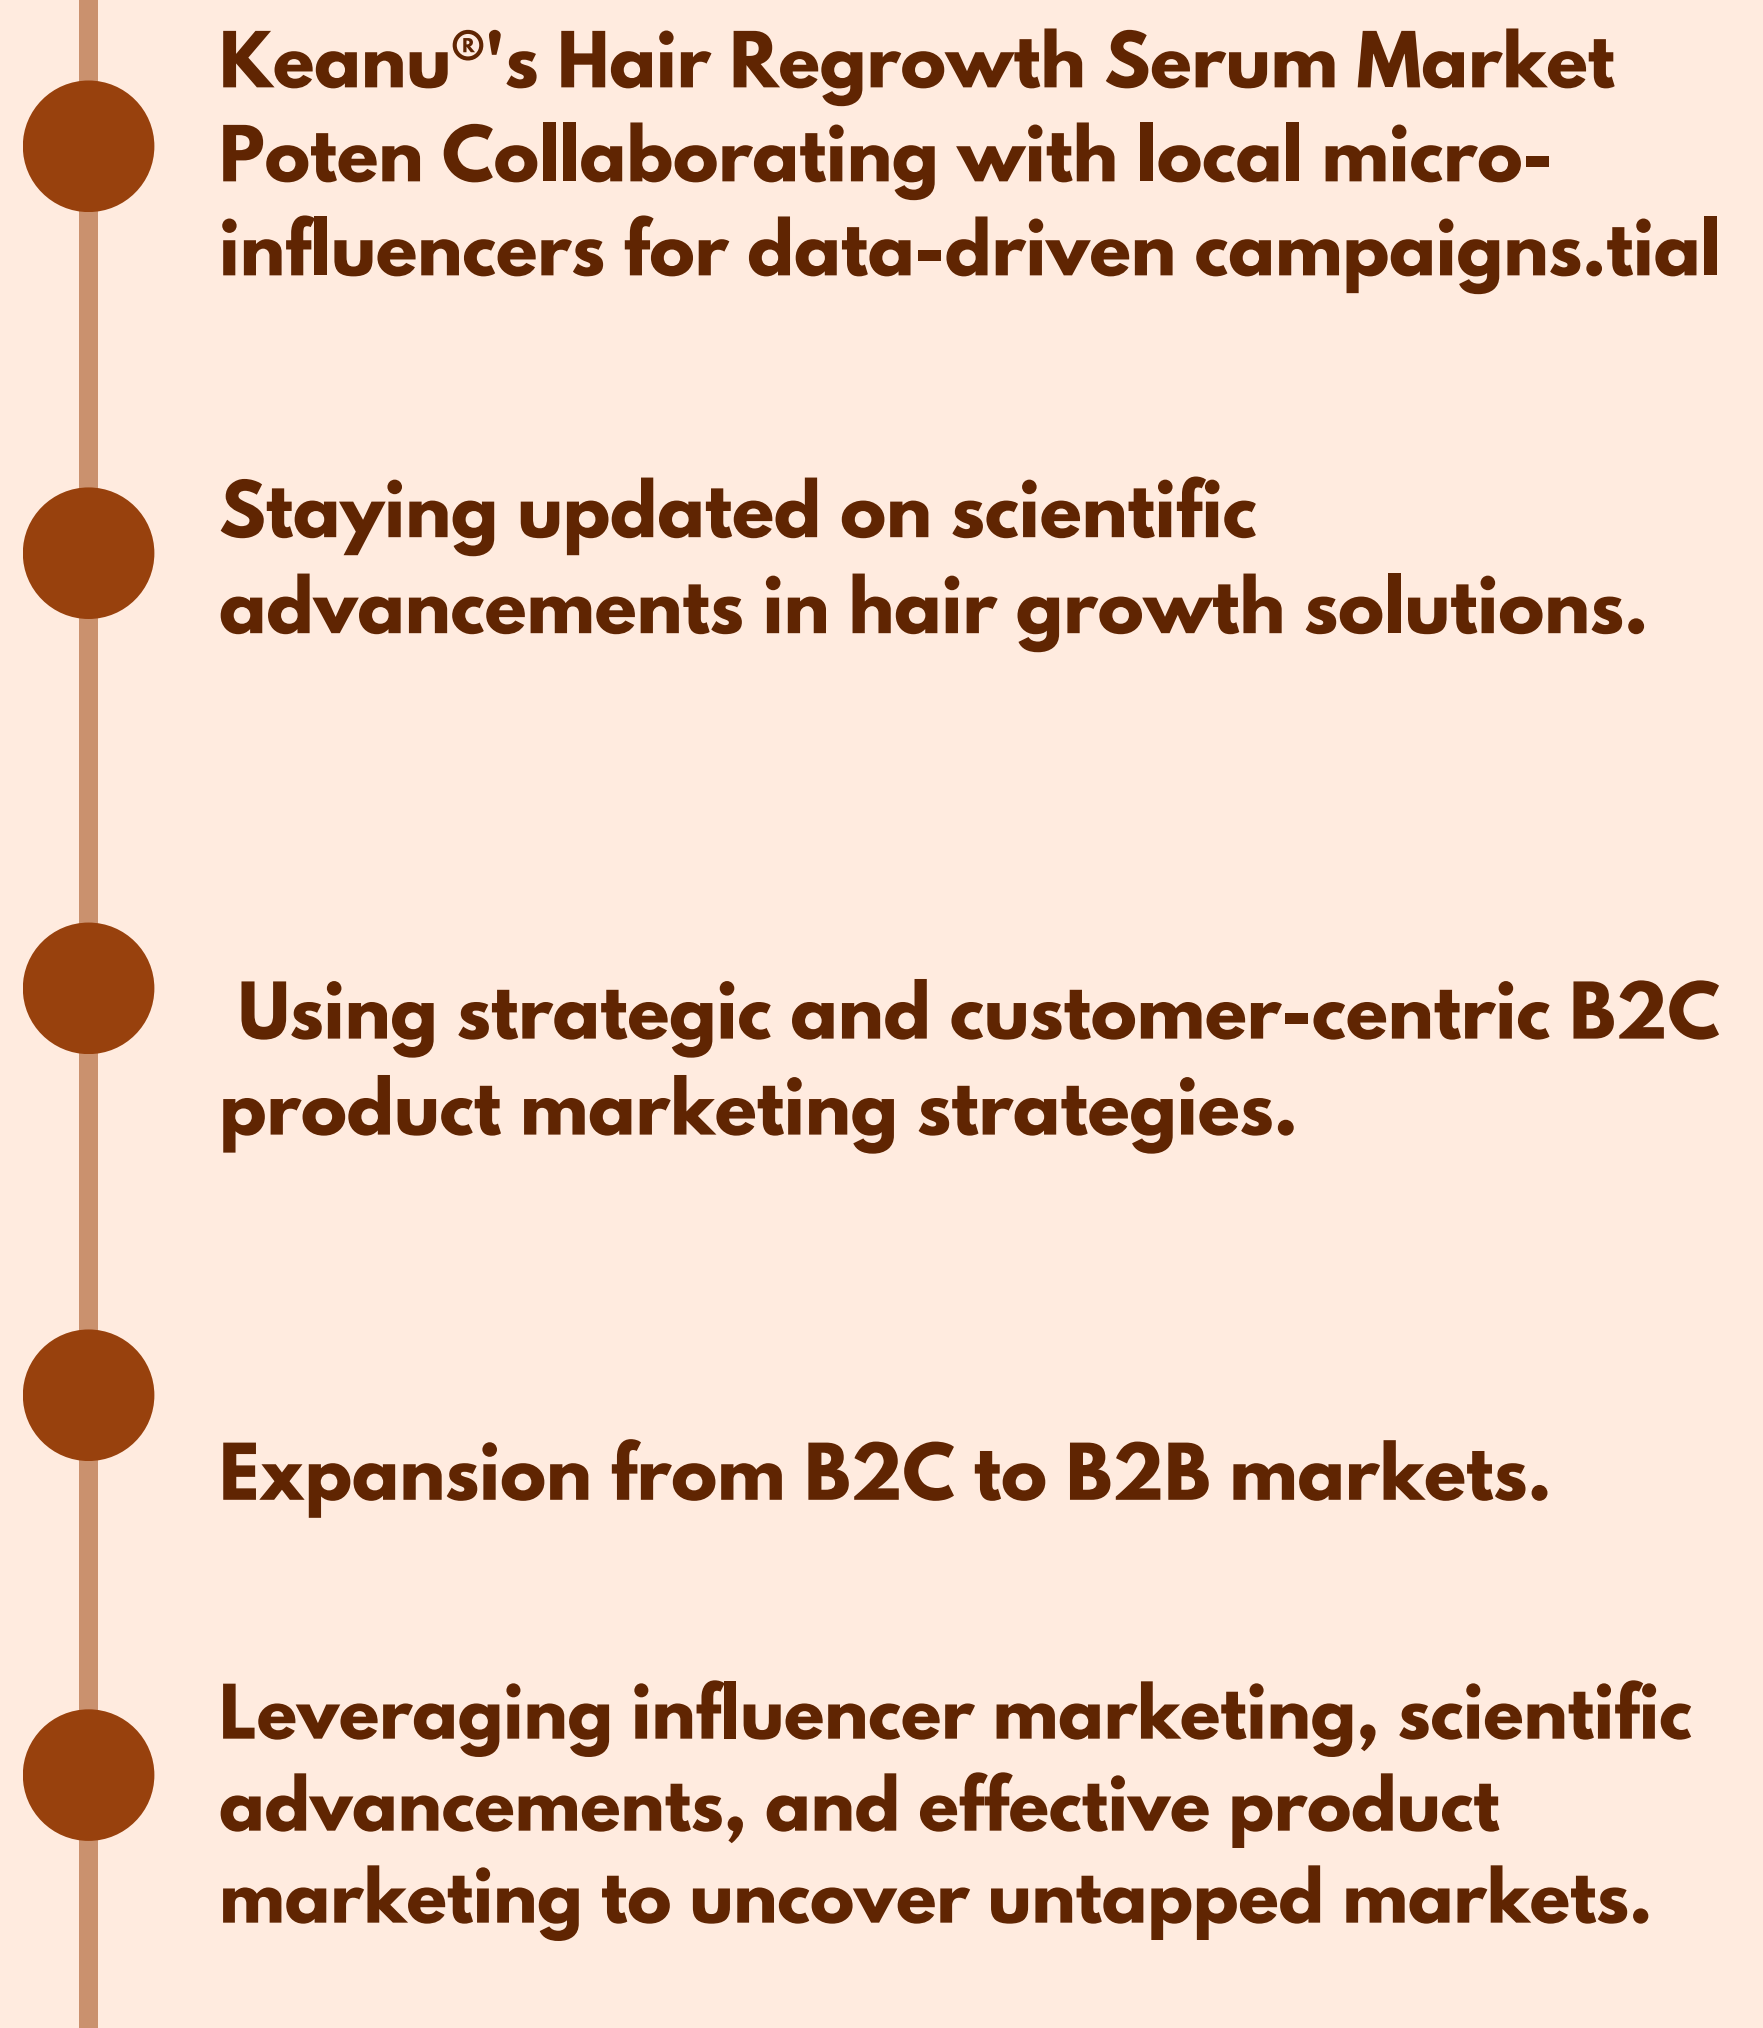 Keanu®'s Hair Regrowth Serum Market
Poten Collaborating with local micro-
influencers for data-driven campaigns.tial
Staying updated on scientific
advancements in hair growth solutions.
Using strategic and customer-centric B2C
product marketing strategies.
Expansion from B2C to B2B markets.
Leveraging influencer marketing, scientific
advancements, and effective product
marketing to uncover untapped markets.